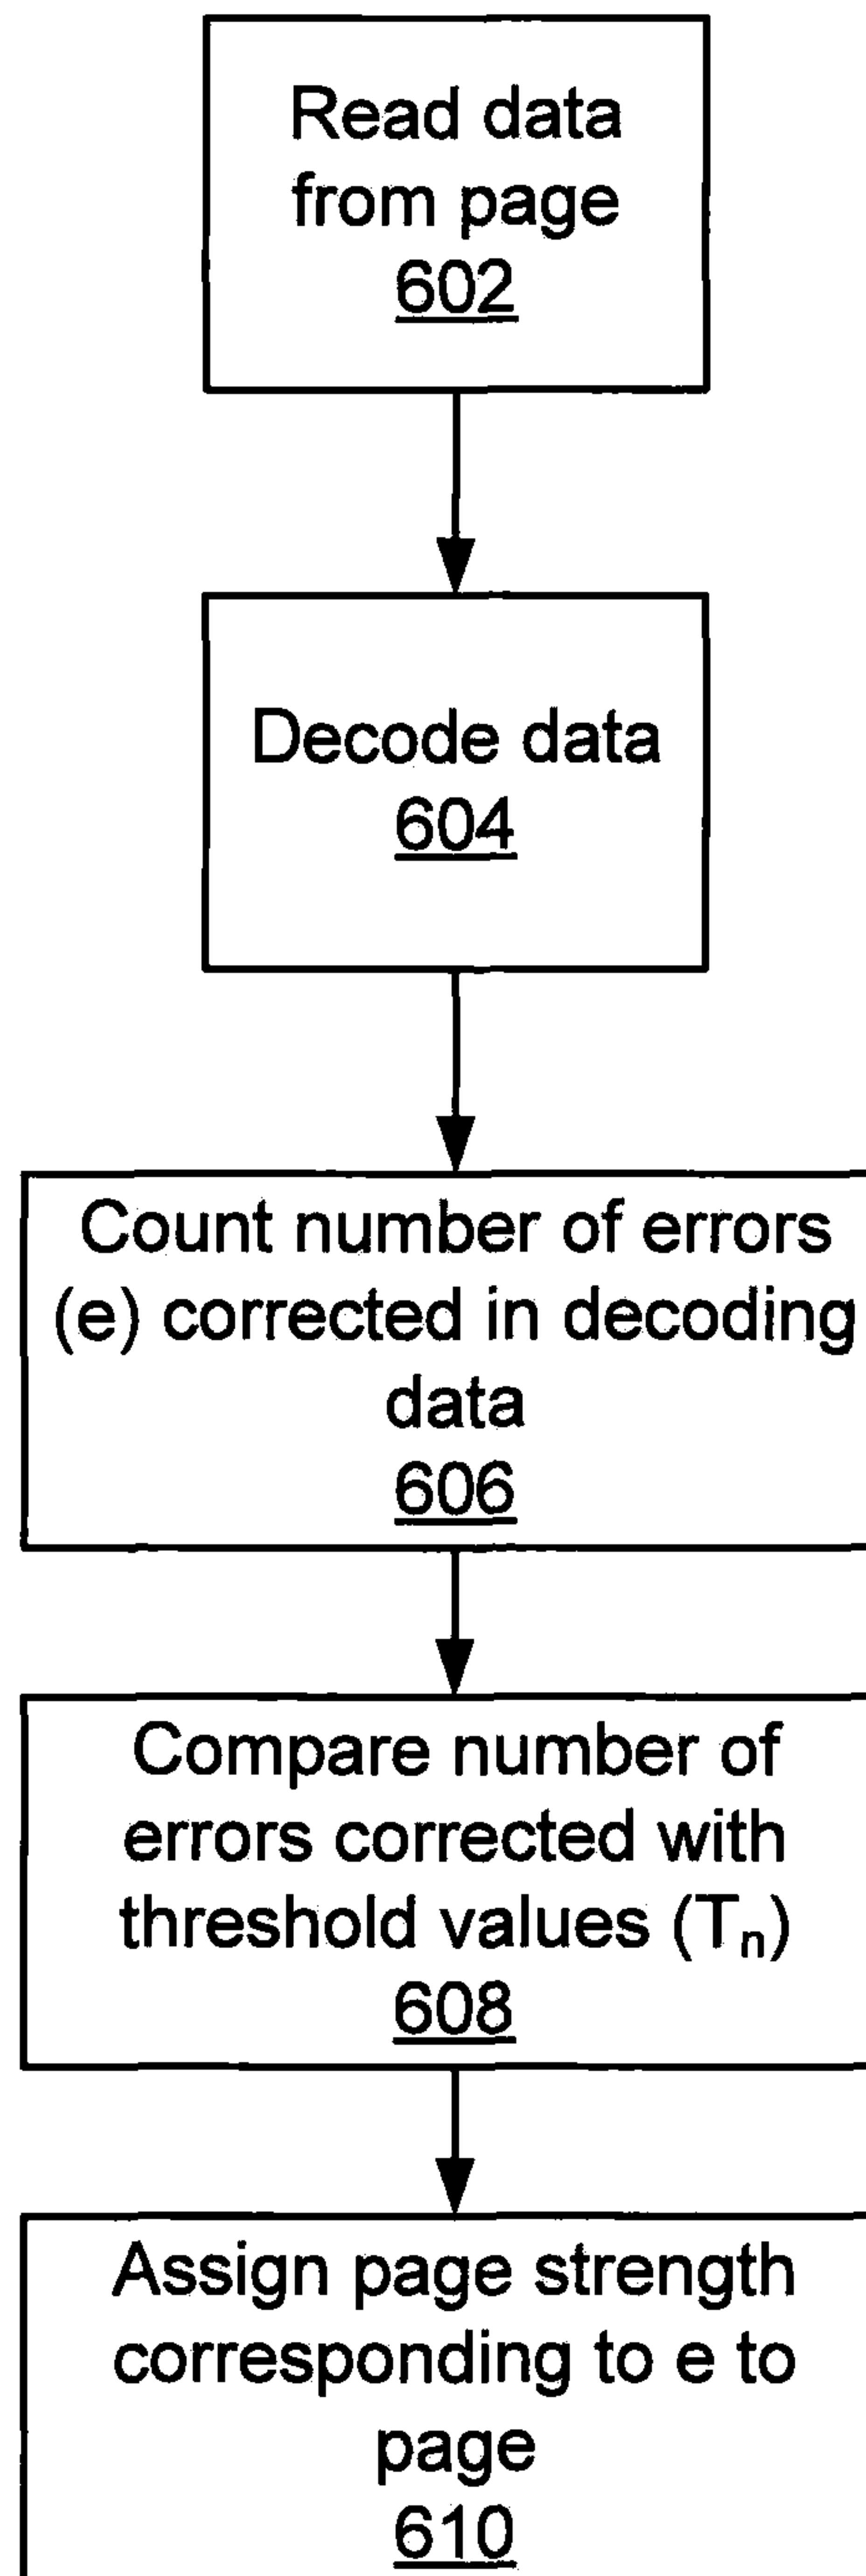 Read data
from page
602
Decode data
604
Count number of errors
(e) corrected in decoding
data
606
Compare number of
errors corrected with
threshold values (Tₙ)
608
Assign page strength
corresponding to e to
page
610